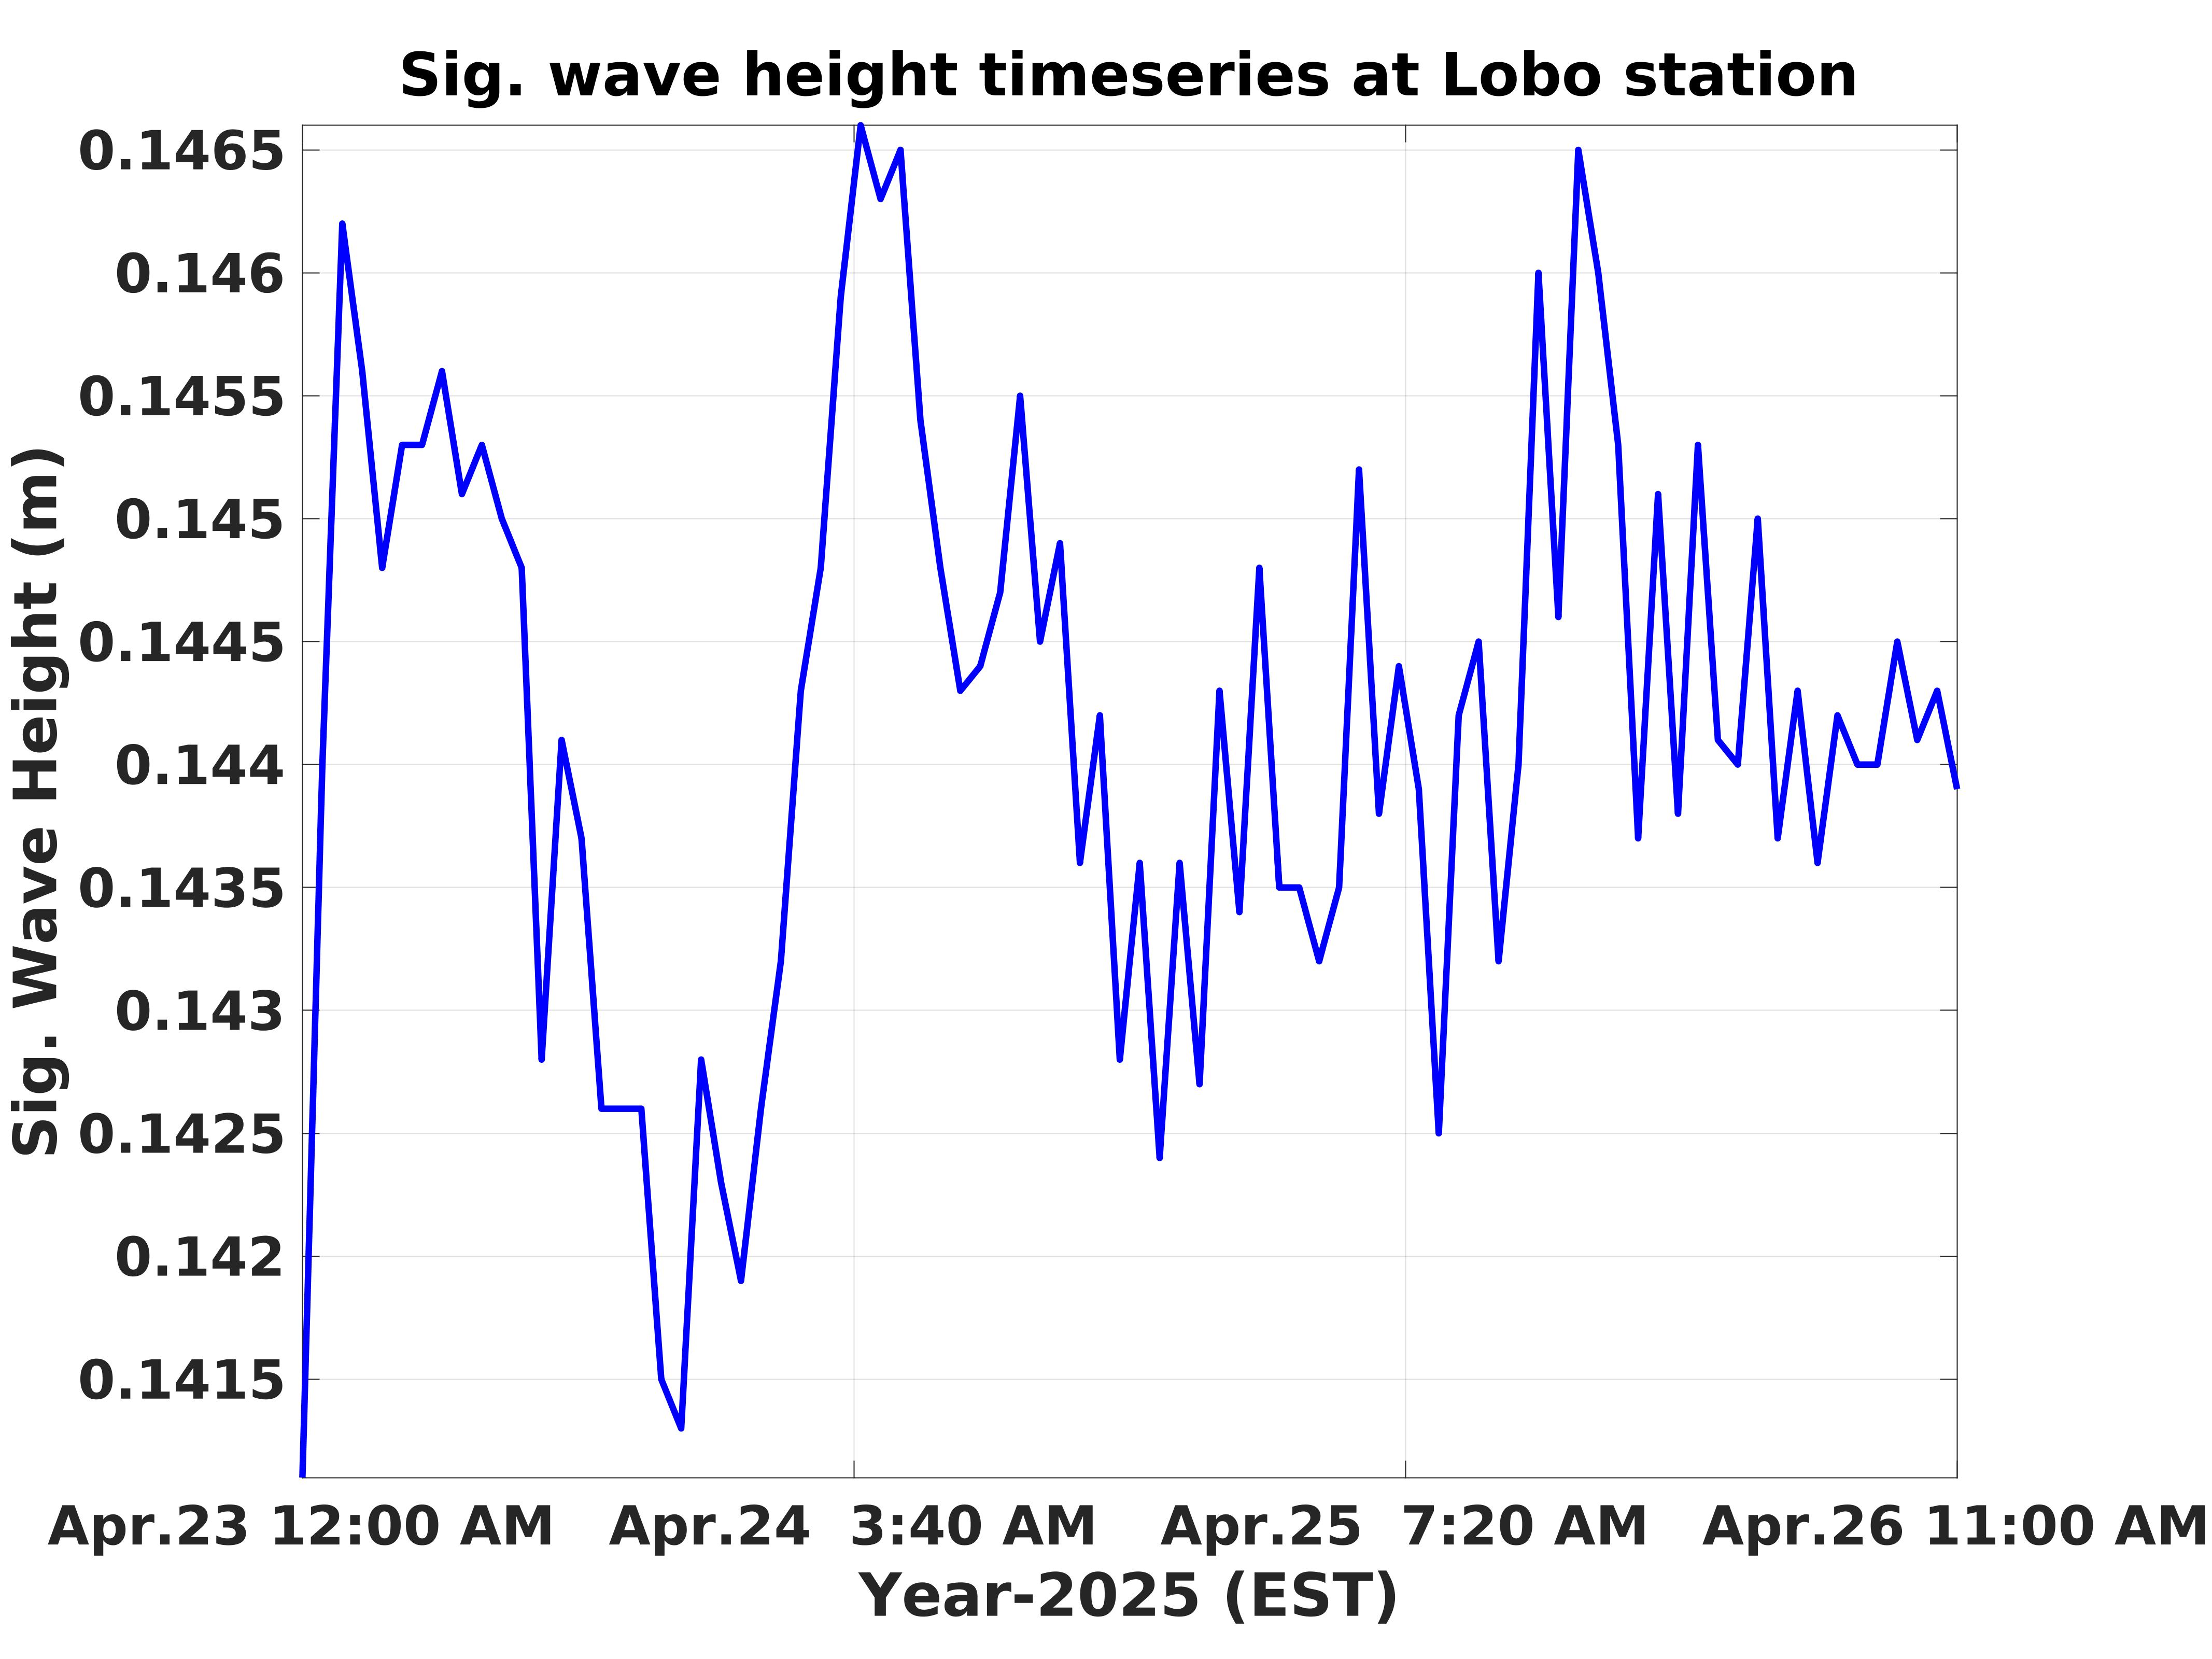 Sig. wave height timeseries at Lobo station
Sig. Wave Height (m)
0.1465
0.146
0.1455
0.145
0.1445
0.144
0.1435
0.143
0.1425
0.142
0.1415
Apr.23 12:00 AM Apr.24 3:40 AM Apr.25 7:20 AM Apr.26 11:00 AM
Year-2025 (EST)